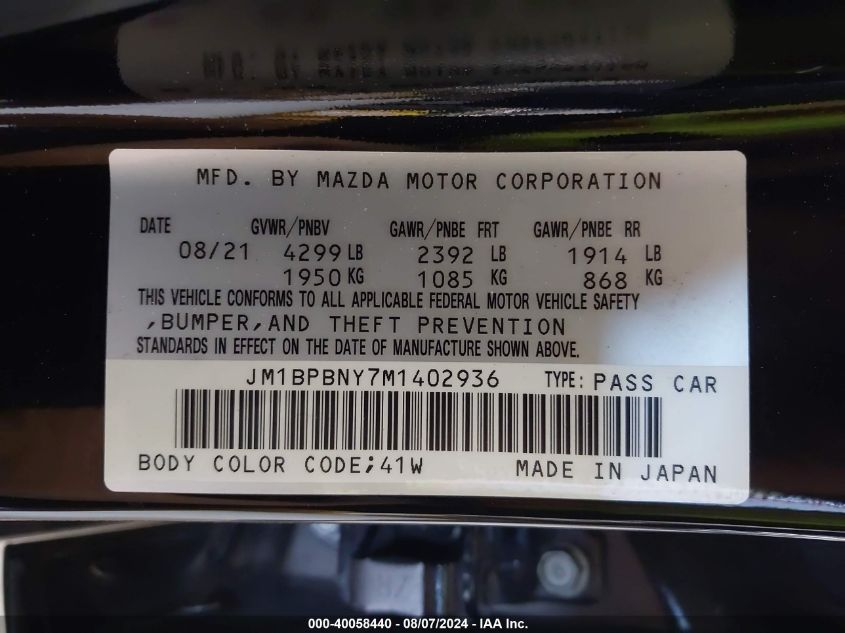 MFD. BY MAZDA MOTOR CORPORATION
DATE GVWR/PNBV GAWR/PNBE FRT GAWR/PNBE RR
08/21 4299 LB 2392 LB 1914 LB
1950 KG 1085 KG 868 KG
THIS VEHICLE CONFORMS TO ALL APPLICABLE FEDERAL MOTOR VEHICLE SAFETY
,BUMPER,AND THEFT PREVENTION
STANDARDS IN EFFECT ON THE DATE OF MANUFACTURE SHOWN ABOVE.
JM1BPBNY7M1402936 TYPE: PASS CAR
BODY COLOR CODE;41W MADE IN JAPAN
000-40058440 - 08/07/2024 - IAA Inc.